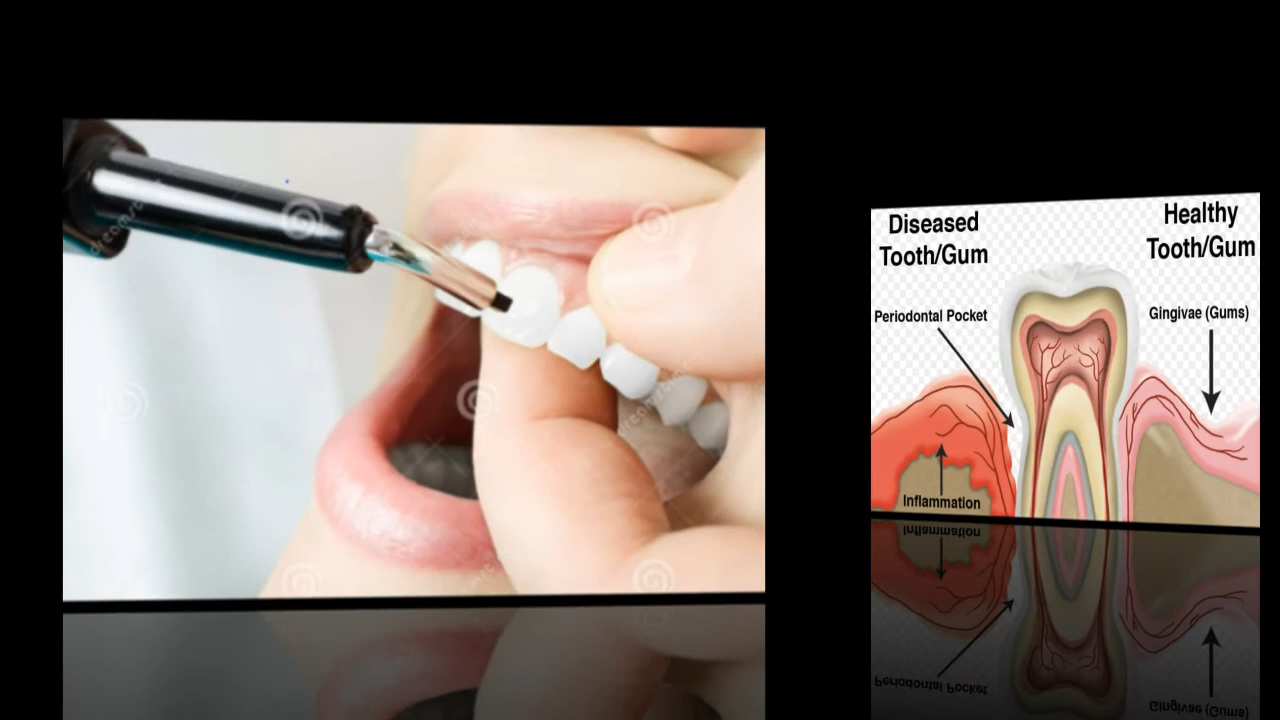 Diseased
Tooth/Gum
Healthy
Tooth/Gum
Periodontal Pocket
Gingivae (Gums)
Inflammation